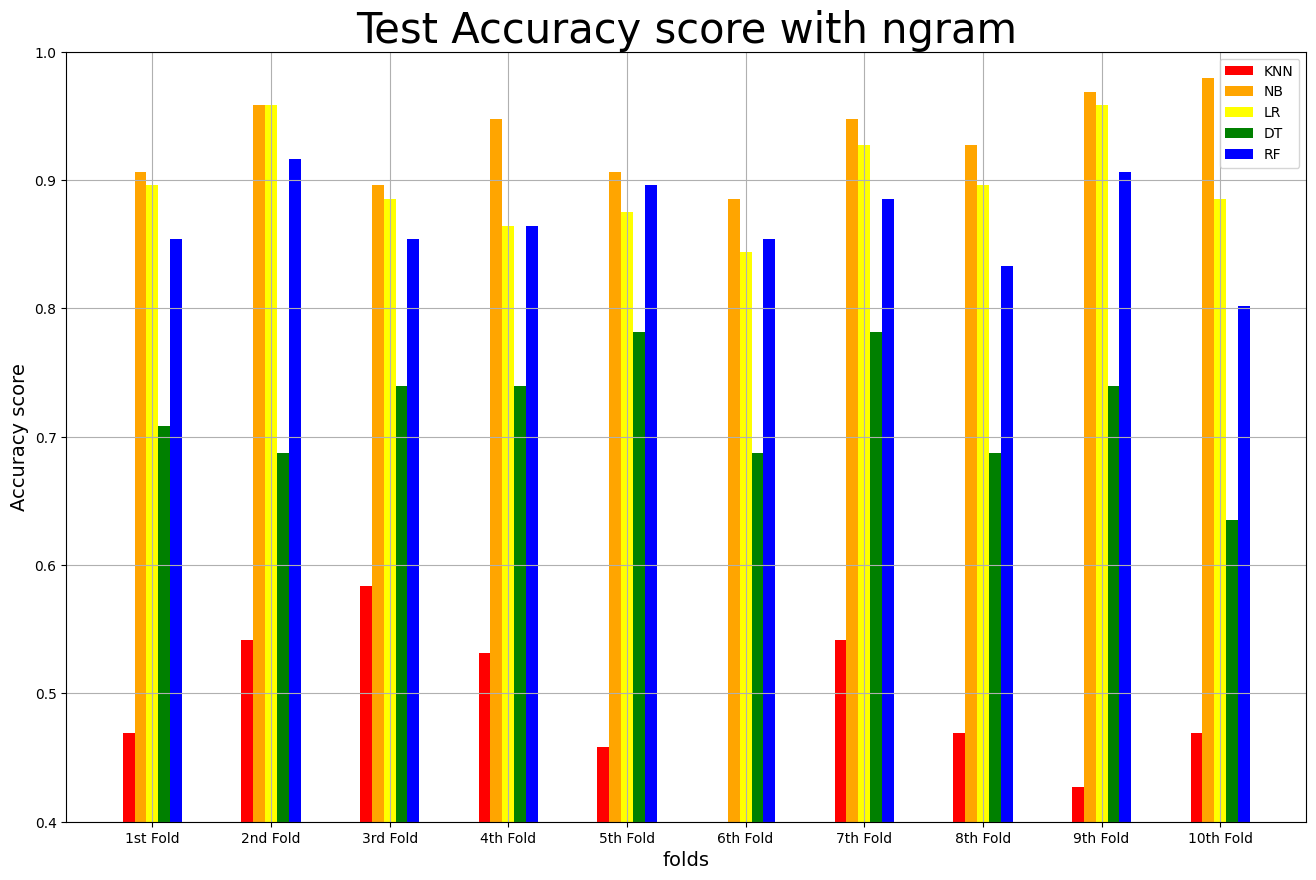 Test Accuracy score with ngram
KNN
NB
LR
DT
RF
1.0
0.9
0.8
0.7
0.6
0.5
0.4
Accuracy score
1st Fold 2nd Fold 3rd Fold 4th Fold 5th Fold 6th Fold 7th Fold 8th Fold 9th Fold 10th Fold
folds